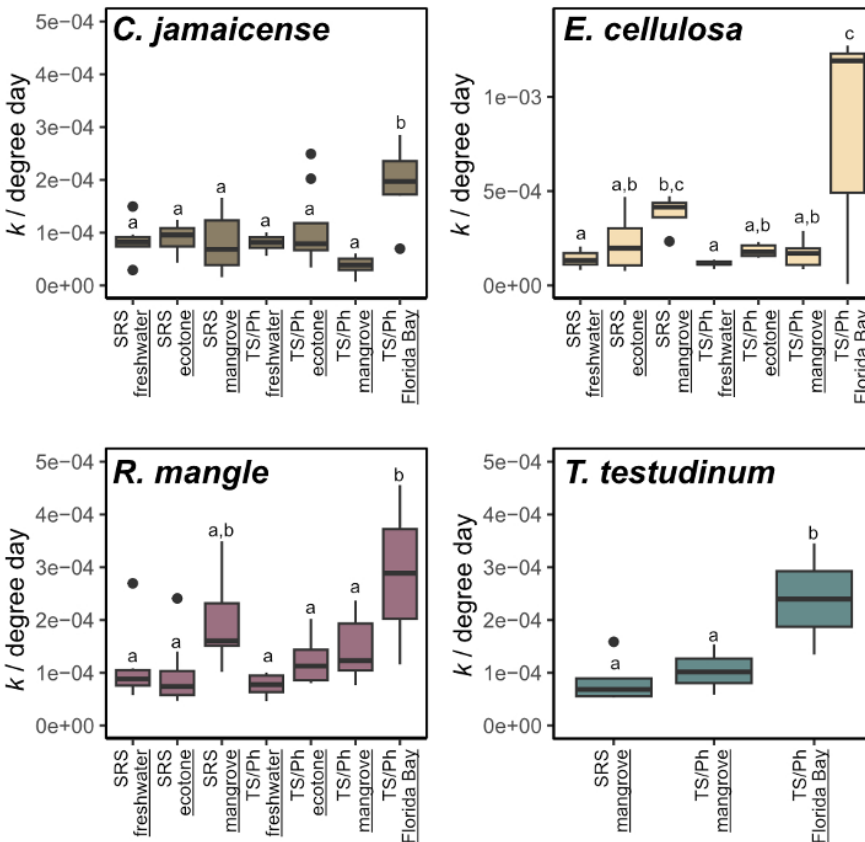 C. jamaicense
k / degree day
5e−04
4e−04
3e−04
2e−04
1e−04
0e+00
a
a
a
a
a
a
b
SRS
freshwater
SRS
ecotone
SRS
mangrove
TS/Ph
freshwater
TS/Ph
ecotone
TS/Ph
mangrove
TS/Ph
Florida Bay
E. cellulosa
k / degree day
1e−03
5e−04
0e+00
a
a,b
b,c
a
a,b
a,b
c
SRS
freshwater
SRS
ecotone
SRS
mangrove
TS/Ph
freshwater
TS/Ph
ecotone
TS/Ph
mangrove
TS/Ph
Florida Bay
R. mangle
k / degree day
5e−04
4e−04
3e−04
2e−04
1e−04
0e+00
a
a
a,b
a
a
a
b
SRS
freshwater
SRS
ecotone
SRS
mangrove
TS/Ph
freshwater
TS/Ph
ecotone
TS/Ph
mangrove
TS/Ph
Florida Bay
T. testudinum
k / degree day
5e−04
4e−04
3e−04
2e−04
1e−04
0e+00
a
a
b
SRS
mangrove
TS/Ph
mangrove
TS/Ph
Florida Bay